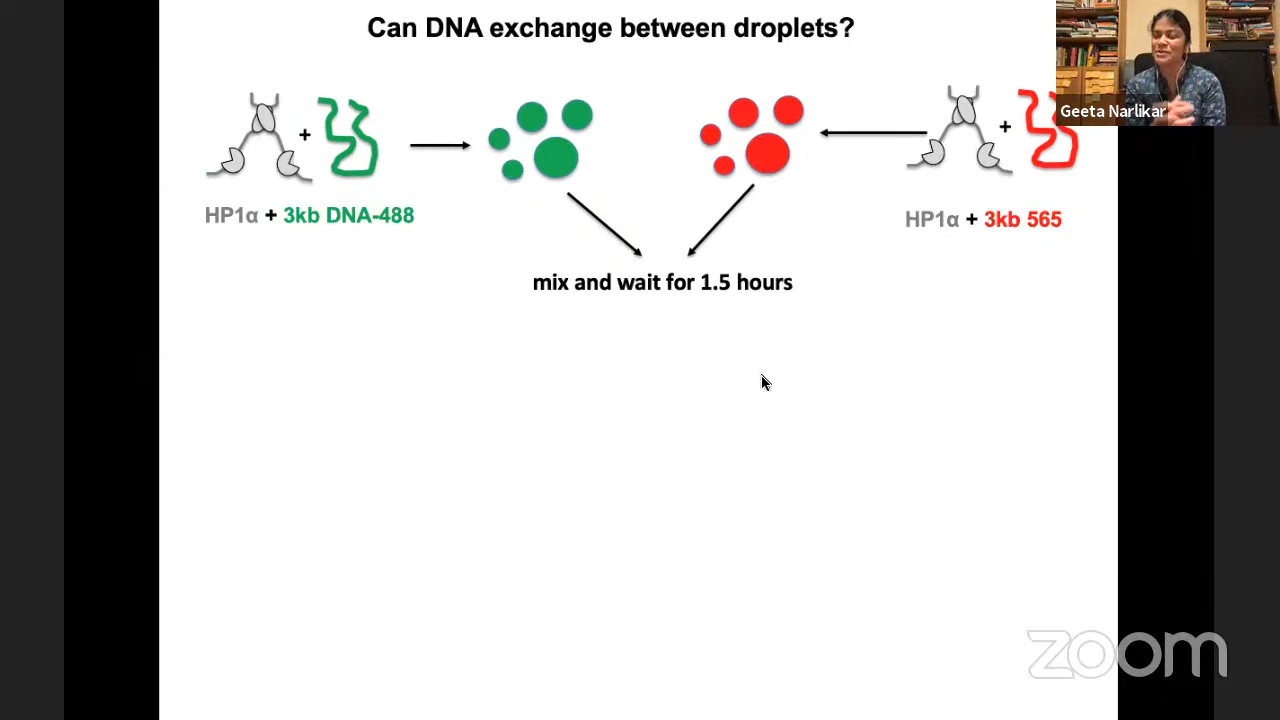 Can DNA exchange between droplets?
Geeta Narlikar
+
+
HP1α + 3kb DNA-488
HP1α + 3kb 565
mix and wait for 1.5 hours
zoom